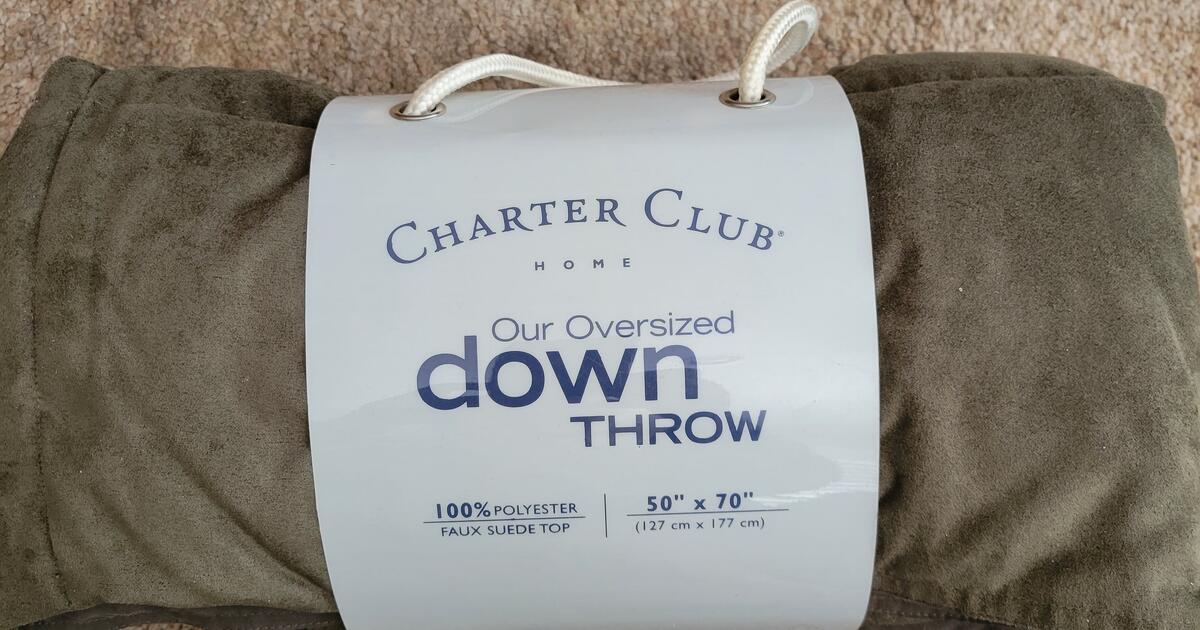 CHARTER CLUB®
HOME
Our Oversized
down
THROW
100% POLYESTER
FAUX SUEDE TOP
50" x 70"
(127 cm x 177 cm)